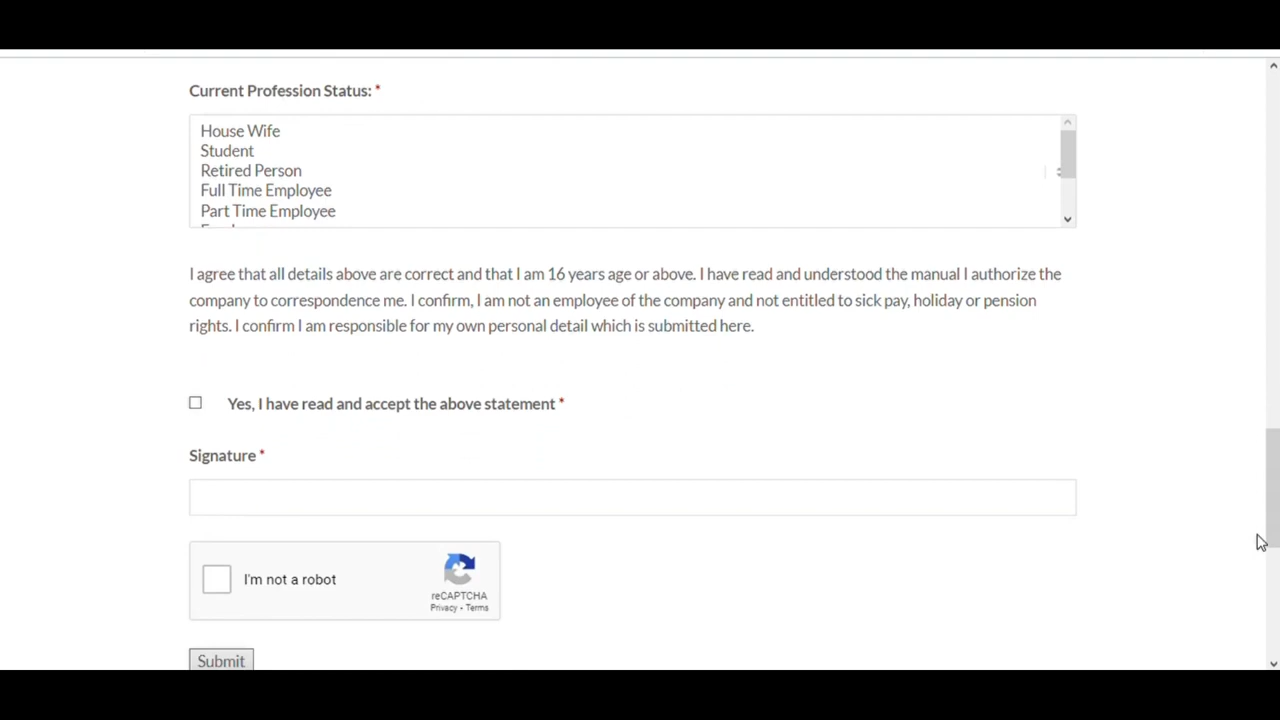 Current Profession Status: *
House Wife
Student
Retired Person
Full Time Employee
Part Time Employee
I agree that all details above are correct and that I am 16 years age or above. I have read and understood the manual I authorize the
company to correspondence me. I confirm, I am not an employee of the company and not entitled to sick pay, holiday or pension
rights. I confirm I am responsible for my own personal detail which is submitted here.
Yes, I have read and accept the above statement *
Signature *
I'm not a robot
reCAPTCHA
Privacy - Terms
Submit